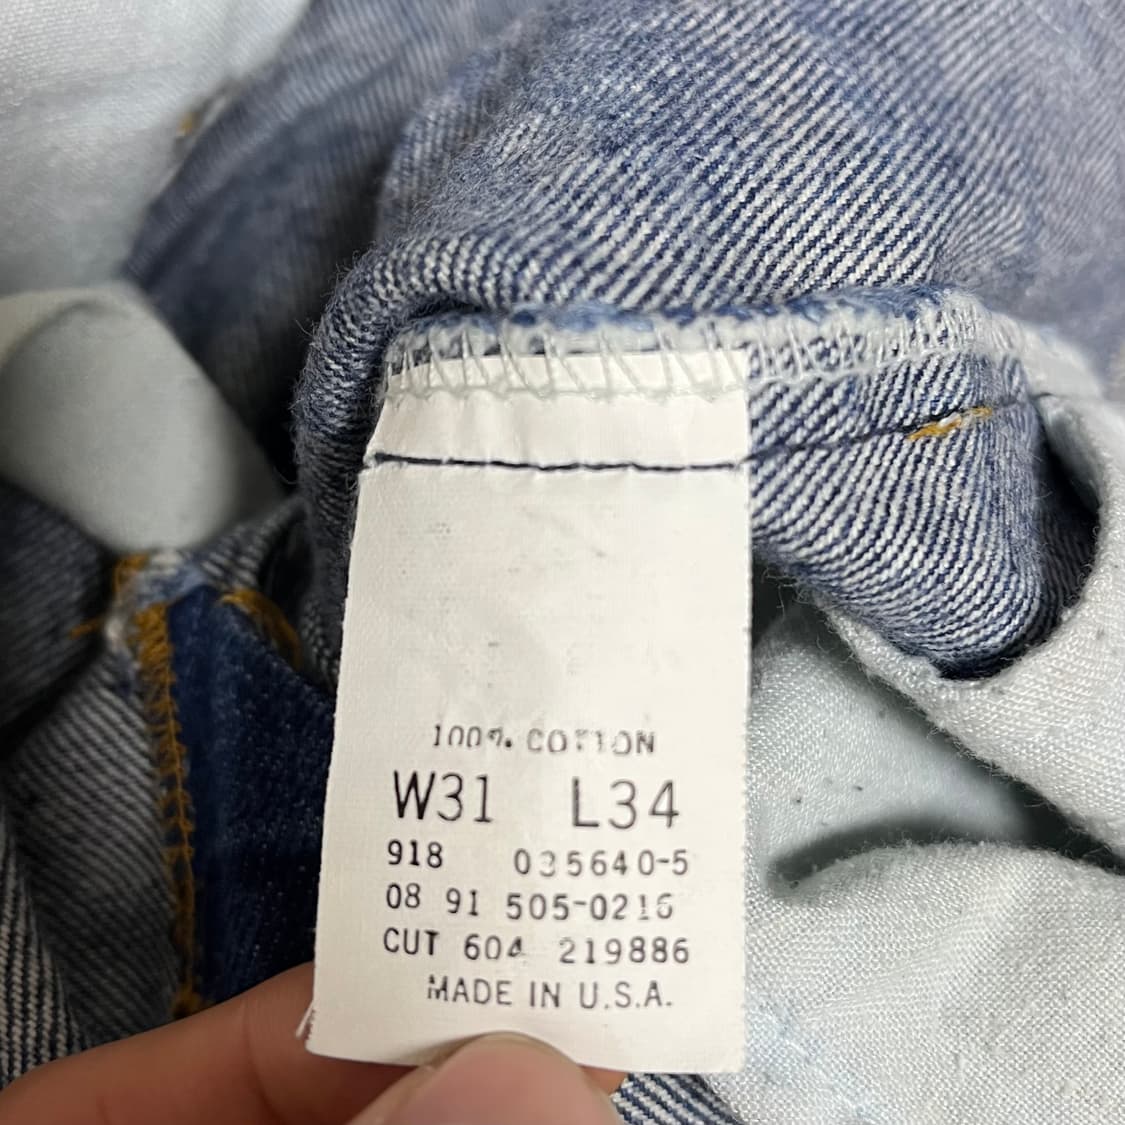 100% COTTON
W31 L34
918 035640-5
08 91 505-0216
CUT 604 219886
MADE IN U.S.A.